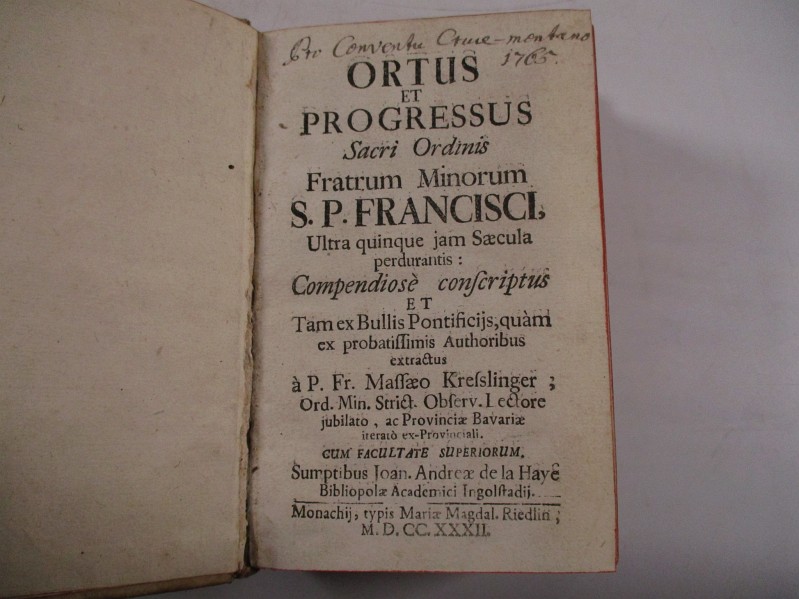 Pro Conventu Cruce-montano
1765.
ORTUS
ET
PROGRESSUS
Sacri Ordinis
Fratrum Minorum
S. P. FRANCISCI,
Ultra quinque jam Sæcula
perdurantis:
Compendiosè conſcriptus
ET
Tam ex Bullis Pontificijs, quàm
ex probatiſſimis Authoribus
extractus
à P. Fr. Maſſæo Kreſslinger;
Ord. Min. Strict. Obſerv. Lectore
jubilato, ac Provinciæ Bavariæ
iteratò ex-Provinciali.
CUM FACULTATE SUPERIORUM.
Sumptibus Joan. Andreæ de la Haye
Bibliopolæ Academici Ingolſtadij.
Monachij, typis Mariæ Magdal. Riedlin;
M. D. CC. XXXII.